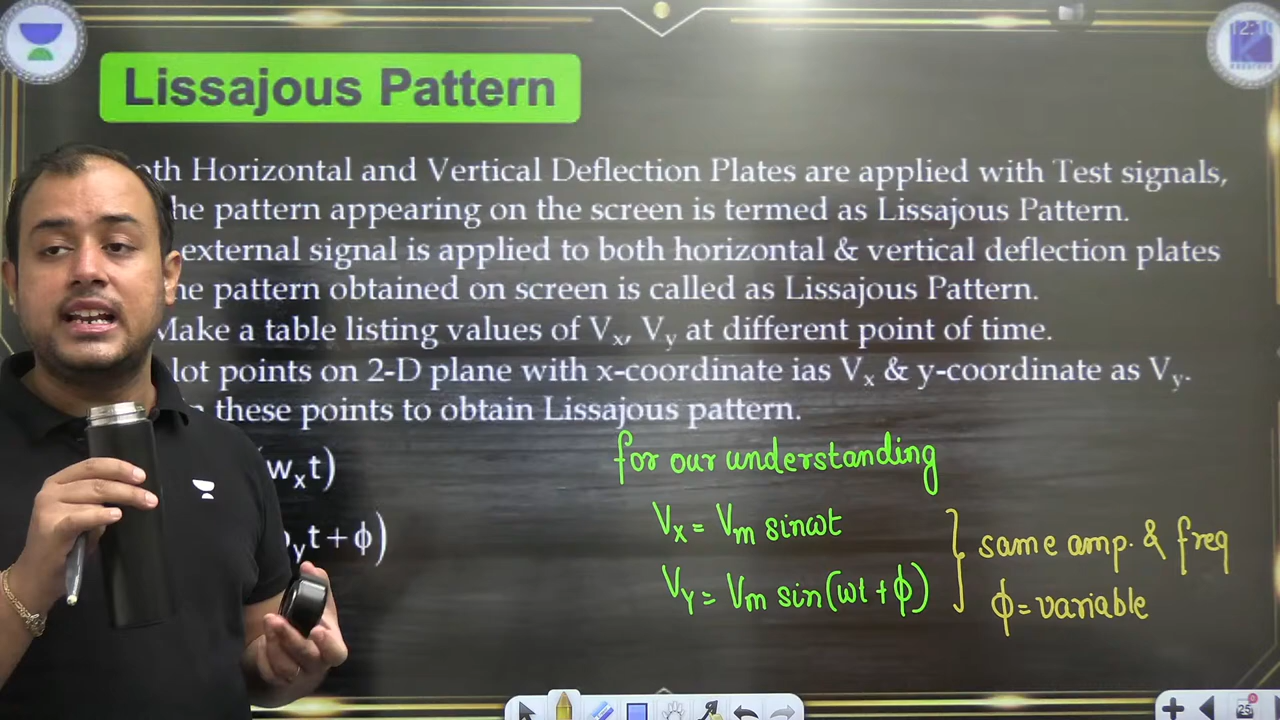 Lissajous Pattern
oth Horizontal and Vertical Deflection Plates are applied with Test signals,
he pattern appearing on the screen is termed as Lissajous Pattern.
external signal is applied to both horizontal & vertical deflection plates
he pattern obtained on screen is called as Lissajous Pattern.
Make a table listing values of Vₓ, Vᵧ at different point of time.
lot points on 2-D plane with x-coordinate ias Vₓ & y-coordinate as Vᵧ.
these points to obtain Lissajous pattern.
(wₓt)
ᵧt + ϕ)
for our understanding
Vx = Vm sinωt
Vy = Vm sin(ωt + ϕ)
same amp. & freq
ϕ = variable
25